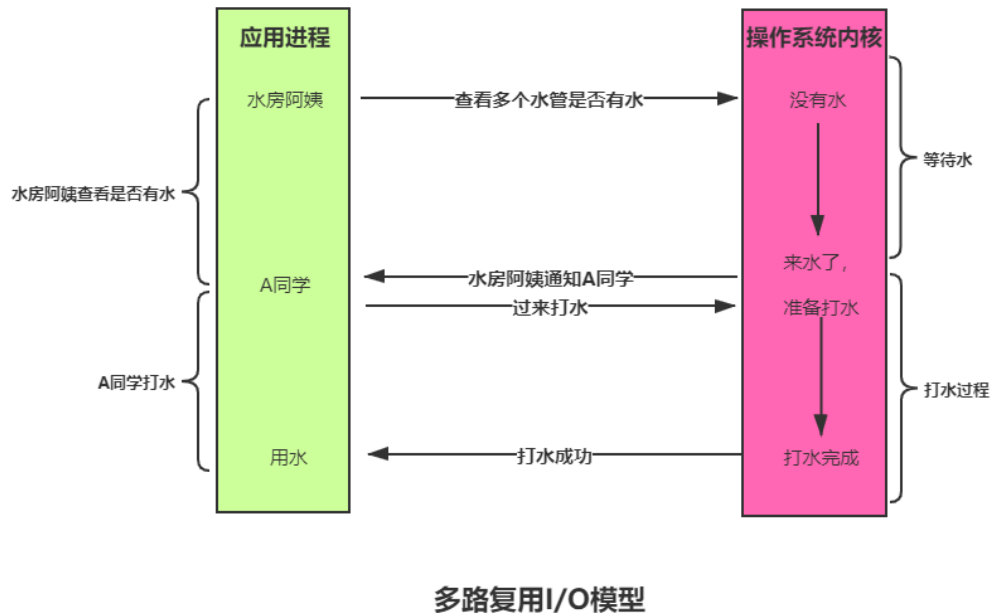 应用进程
操作系统内核
水房阿姨
查看多个水管是否有水
没有水
等待水
水房阿姨查看是否有水
来水了,
水房阿姨通知A同学
A同学
过来打水
准备打水
A同学打水
打水过程
用水
打水成功
打水完成
多路复用I/O模型